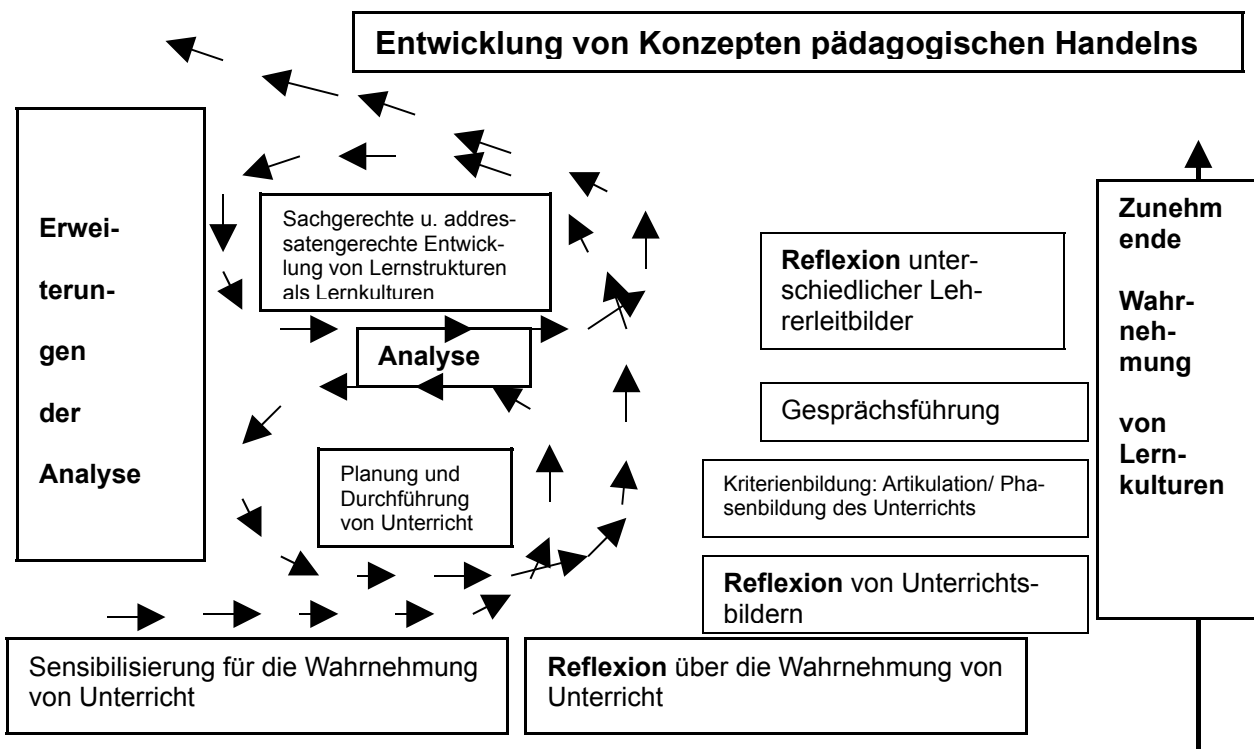 Entwicklung von Konzepten pädagogischen Handelns
Erwei-
terun-
gen
der
Analyse
Sachgerechte u. addres-
satengerechte Entwick-
lung von Lernstrukturen
als Lernkulturen
Analyse
Planung und
Durchführung
von Unterricht
Reflexion unter-
schiedlicher Leh-
rerleitbilder
Gesprächsführung
Kriterienbildung: Artikulation/ Pha-
senbildung des Unterrichts
Reflexion von Unterrichts-
bildern
Zunehm
ende
Wahr-
neh-
mung
von
Lern-
kulturen
Sensibilisierung für die Wahrnehmung
von Unterricht
Reflexion über die Wahrnehmung von
Unterricht